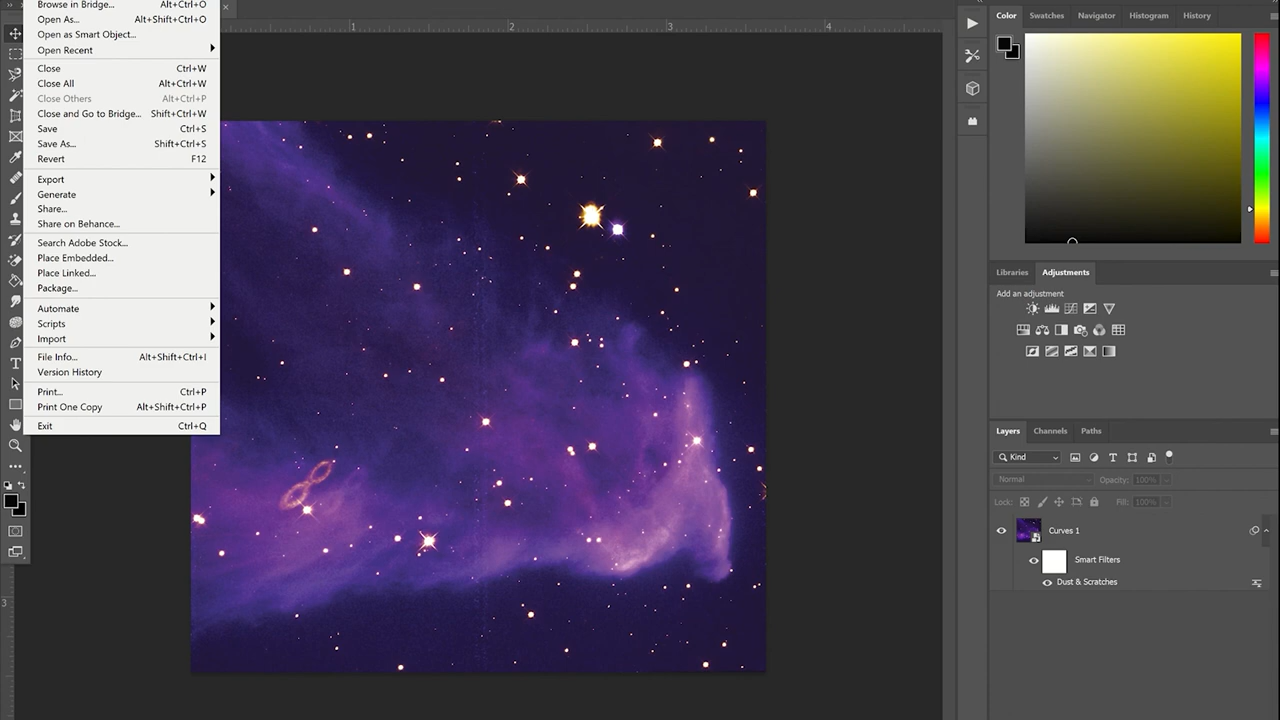 Browse in Bridge... Alt+Ctrl+O
Open As... Alt+Shift+Ctrl+O
Open as Smart Object...
Open Recent
Close Ctrl+W
Close All Alt+Ctrl+W
Close Others Alt+Ctrl+P
Close and Go to Bridge... Shift+Ctrl+W
Save Ctrl+S
Save As... Shift+Ctrl+S
Revert F12
Export
Generate
Share...
Share on Behance...
Search Adobe Stock...
Place Embedded...
Place Linked...
Package...
Automate
Scripts
Import
File Info... Alt+Shift+Ctrl+I
Version History
Print... Ctrl+P
Print One Copy Alt+Shift+Ctrl+P
Exit Ctrl+Q
1 2 3 4
3
Color Swatches Navigator Histogram History
Libraries Adjustments
Add an adjustment
Layers Channels Paths
Kind
Normal Opacity: 100%
Lock: Fill: 100%
Curves 1
Smart Filters
Dust & Scratches